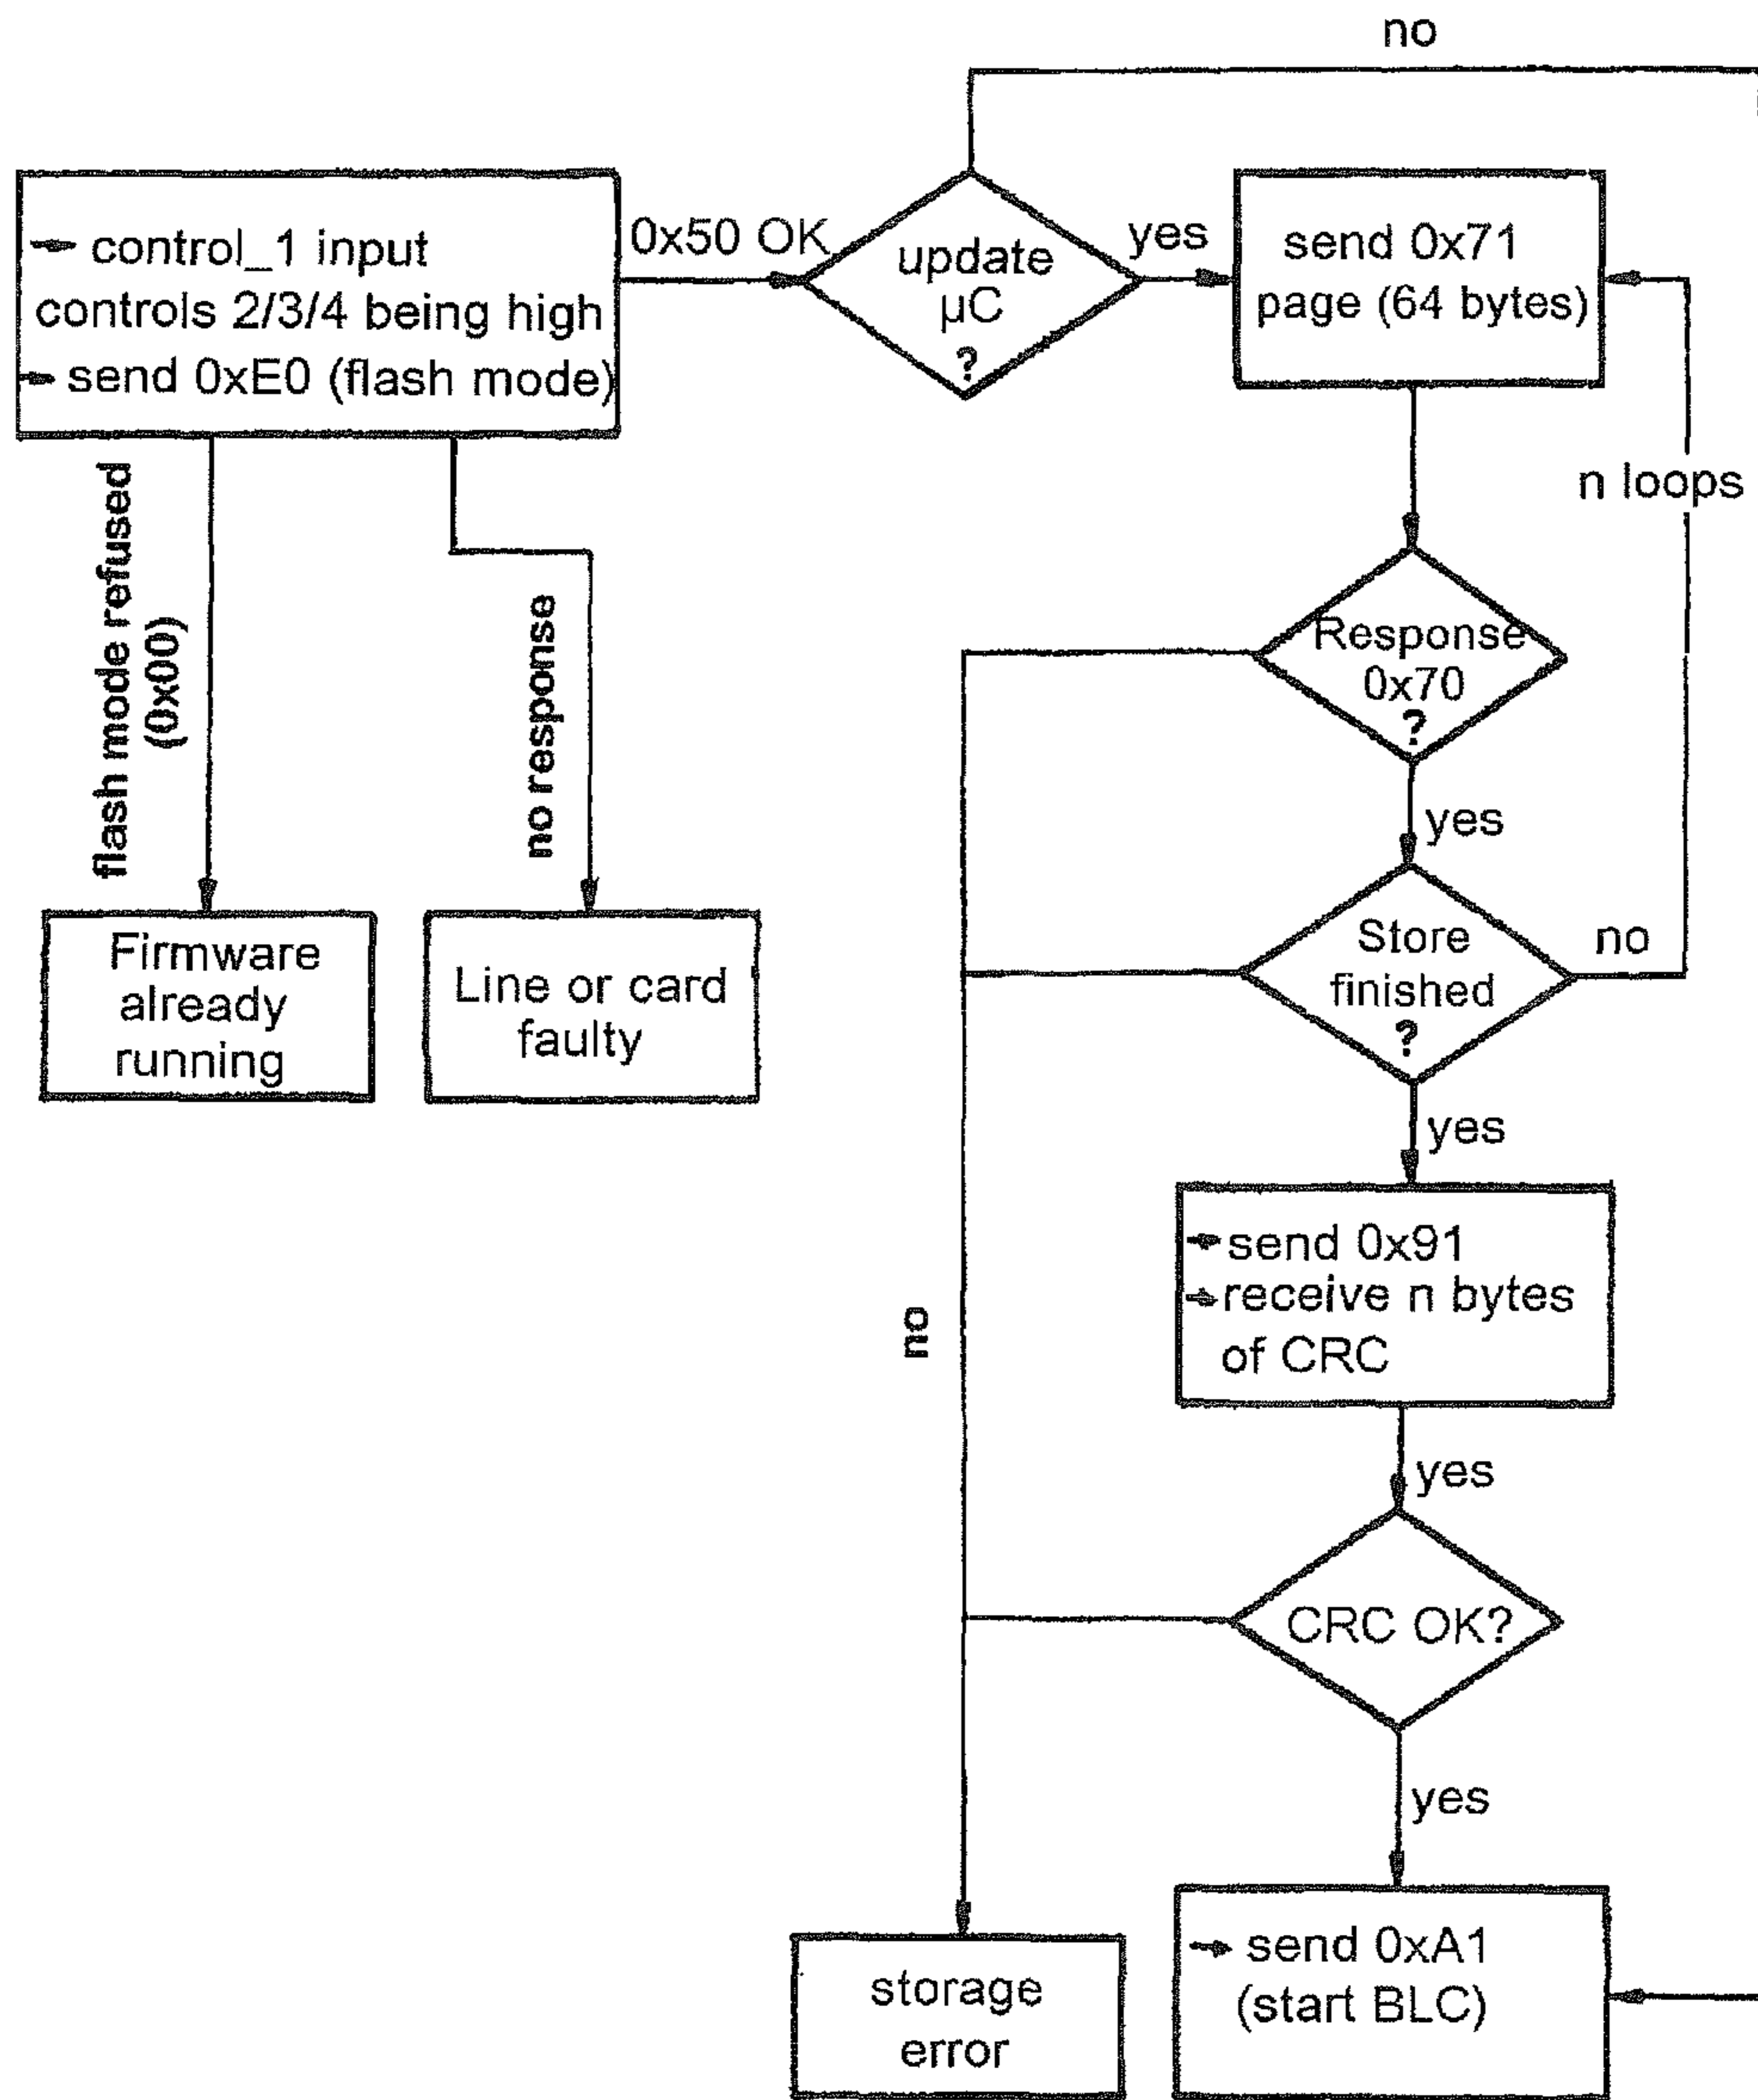 no
control_1 input
controls 2/3/4 being high
send 0xE0 (flash mode)
0x50 OK
update
µC
?
yes
send 0x71
page (64 bytes)
n loops
flash mode refused
(0x00)
no response
Response
0x70
?
yes
Firmware
already
running
Line or card
faulty
Store
finished
?
no
yes
send 0x91
receive n bytes
of CRC
no
yes
CRC OK?
yes
storage
error
send 0xA1
(start BLC)